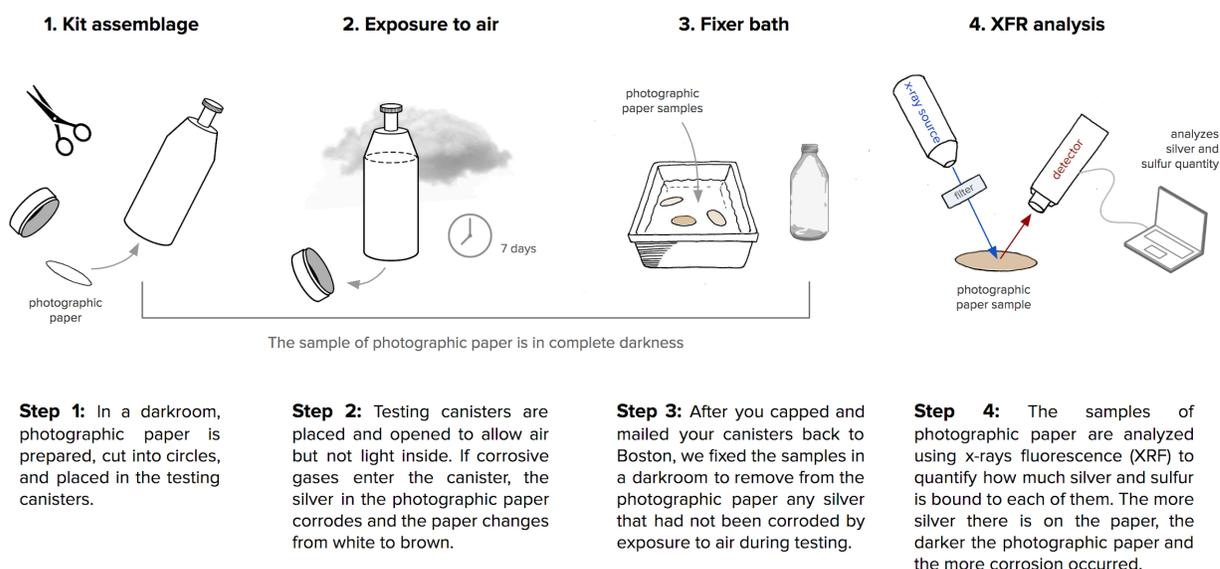 1. Kit assemblage
2. Exposure to air
3. Fixer bath
4. XFR analysis
photographic
paper
7 days
photographic
paper samples
x-ray source
filter
detector
analyzes
silver and
sulfur quantity
photographic
paper sample
The sample of photographic paper is in complete darkness
Step 1: In a darkroom,
photographic paper is
prepared, cut into circles,
and placed in the testing
canisters.
Step 2: Testing canisters are
placed and opened to allow air
but not light inside. If corrosive
gases enter the canister, the
silver in the photographic paper
corrodes and the paper changes
from white to brown.
Step 3: After you capped and
mailed your canisters back to
Boston, we fixed the samples in
a darkroom to remove from the
photographic paper any silver
that had not been corroded by
exposure to air during testing.
Step 4: The samples of
photographic paper are analyzed
using x-rays fluorescence (XRF) to
quantify how much silver and sulfur
is bound to each of them. The more
silver there is on the paper, the
darker the photographic paper and
the more corrosion occurred.